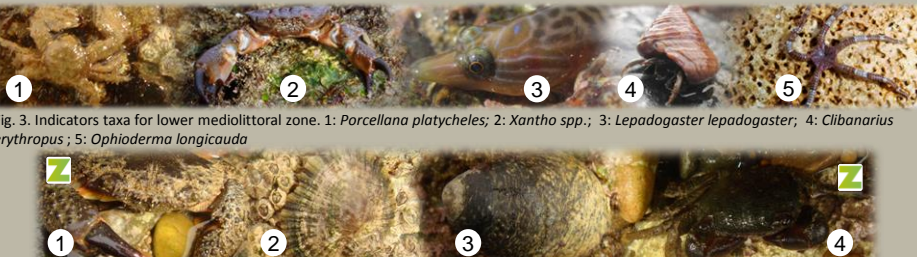 1 2 3 4 5
ig. 3. Indicators taxa for lower mediolittoral zone. 1: Porcellana platycheles; 2: Xantho spp.; 3: Lepadogaster lepadogaster; 4: Clibanarius
rythropus ; 5: Ophioderma longicauda
Z Z
1 2 3 4